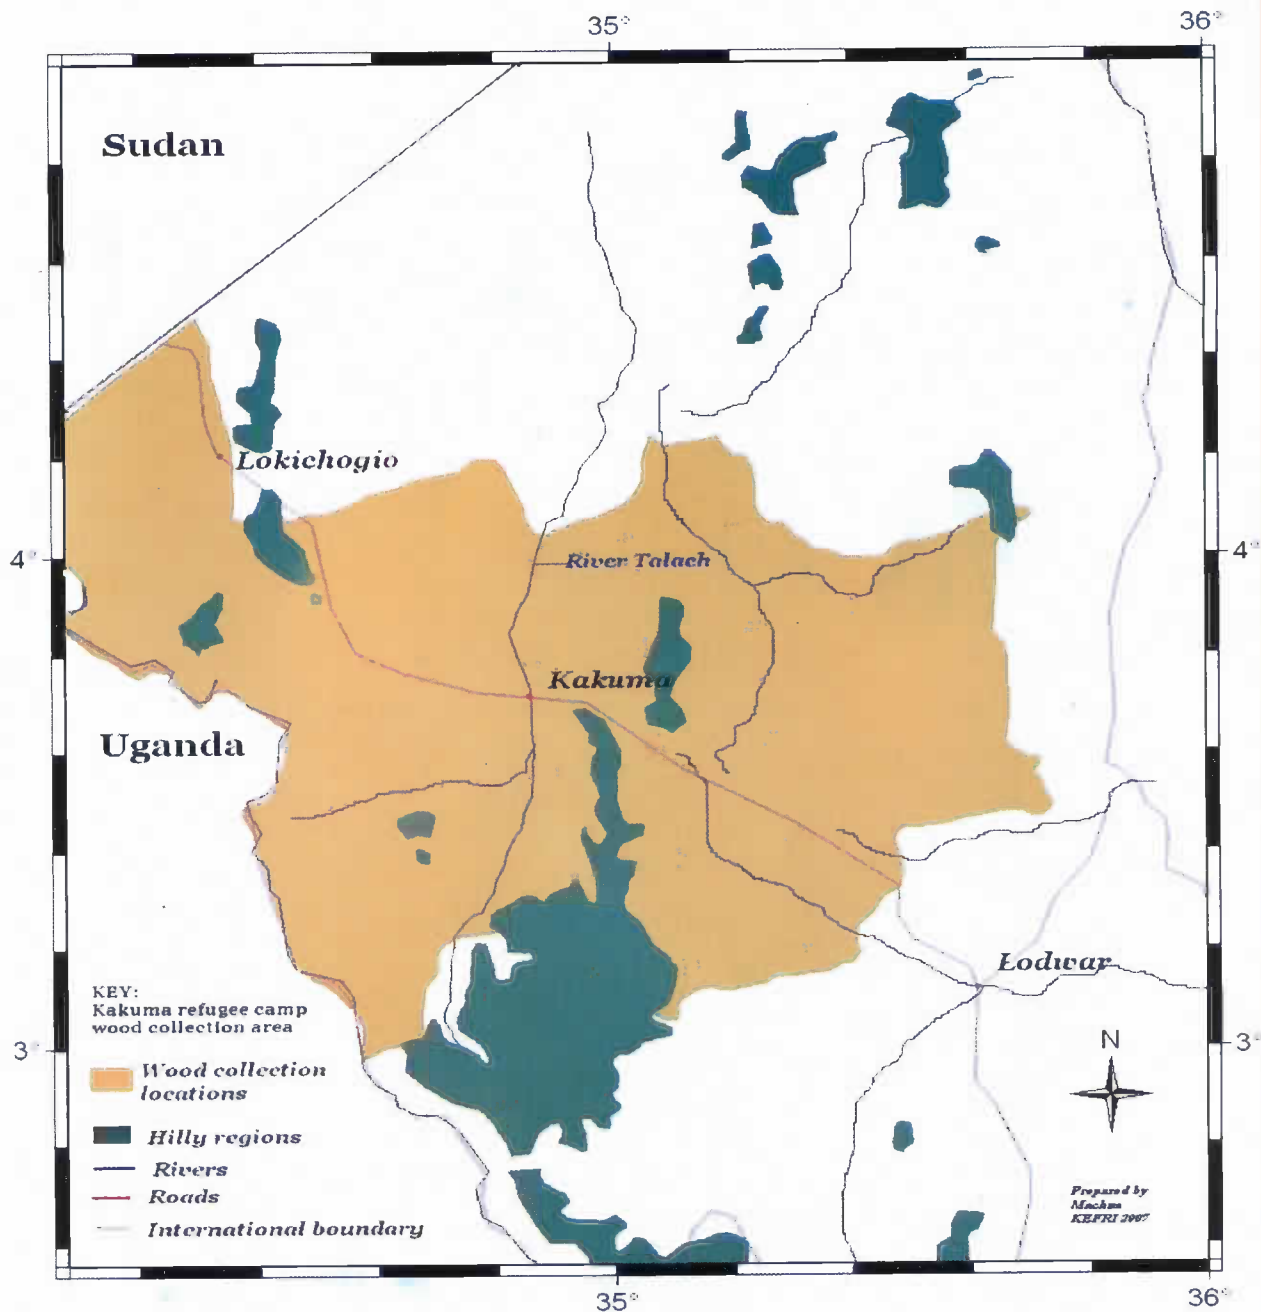 35°
36°
Sudan
Lokichogio
4°
River Talach
4°
Kakuma
Uganda
Lodwar
KEY:
Kakuma refugee camp
wood collection area
3°
N
3°
Wood collection
locations
Hilly regions
Rivers
Roads
International boundary
Prepared by
Machua
KEFRI 2007
35°
36°